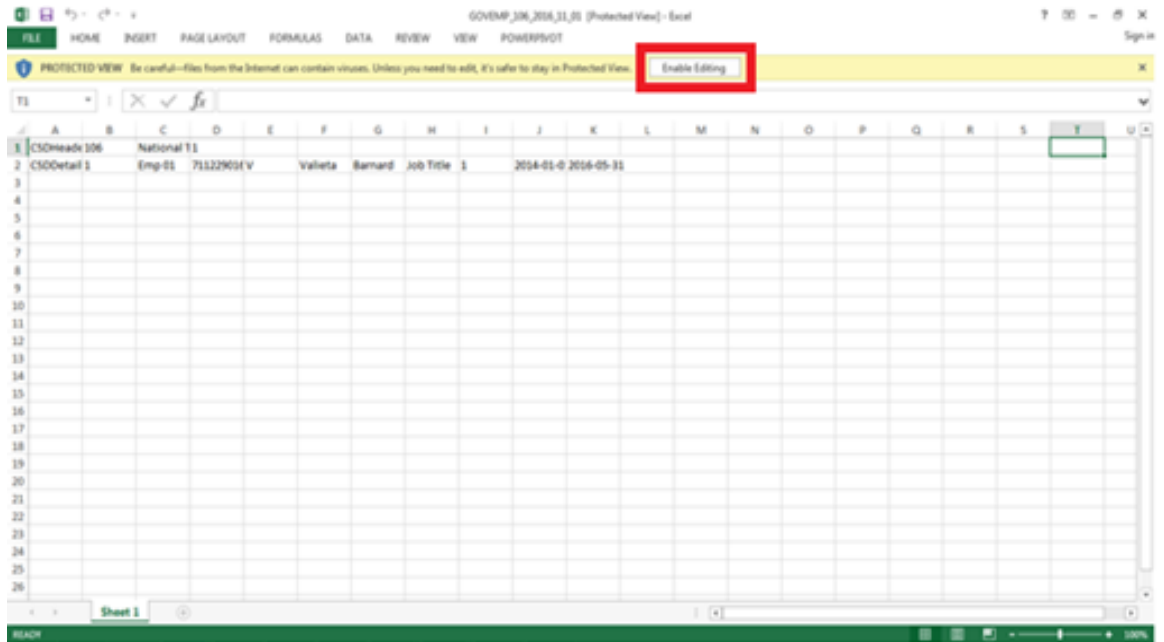 GOVEMP_106_2016_11_01 [Protected View] - Excel
?
FILE HOME INSERT PAGE LAYOUT FORMULAS DATA REVIEW VIEW POWERPIVOT Sign in
PROTECTED VIEW Be careful—files from the Internet can contain viruses. Unless you need to edit, it's safer to stay in Protected View. Enable Editing
T1 fx
A B C D E F G H I J K L M N O P Q R S T U
1 CSDHeade 106 National T 1
2 CSDDetail 1 Emp 01 V Valieta Barnard Job Title 1 2014-01-0 2016-05-31
3
4
5
6
7
8
9
10
11
12
13
14
15
16
17
18
19
20
21
22
23
24
25
26
Sheet 1
READY 100%